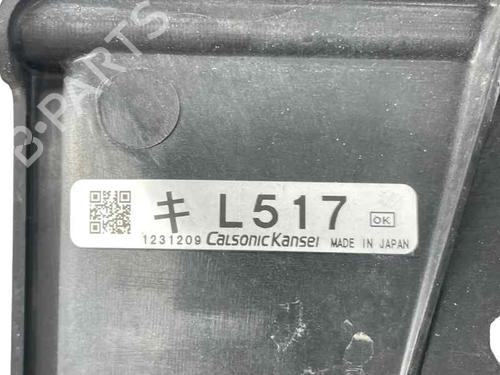 B-PARTS
キ L517 OK
1231209 CalsonicKansei MADE IN JAPAN